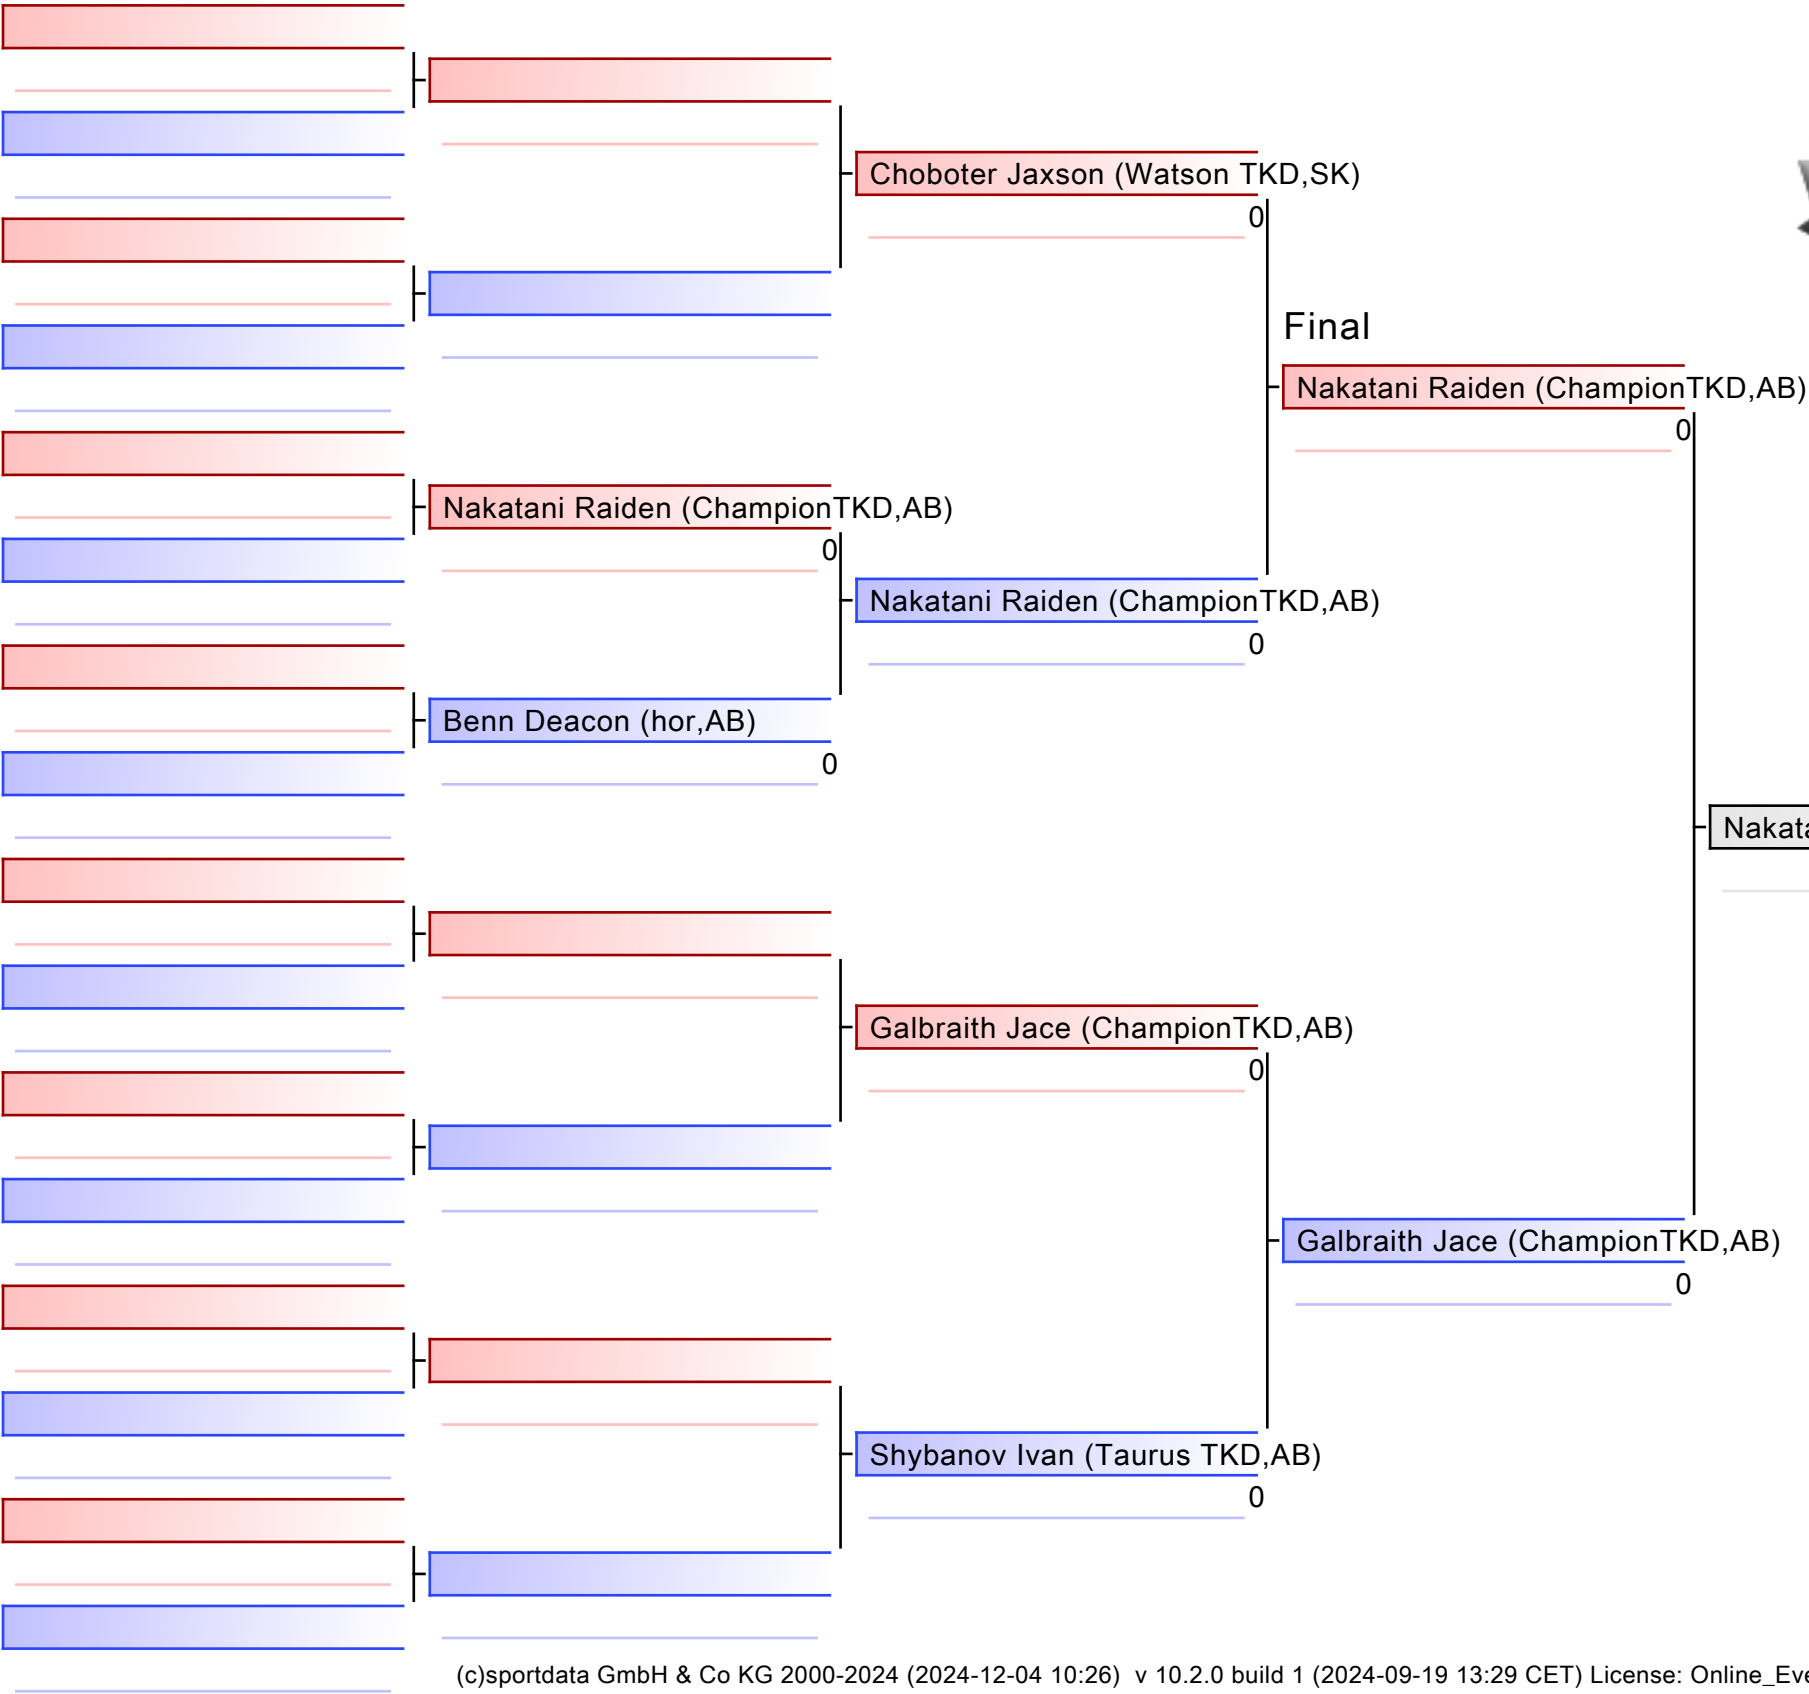 Choboter Jaxson (Watson TKD,SK)
0
Final
Nakatani Raiden (ChampionTKD,AB)
0
Nakatani Raiden (ChampionTKD,AB)
0
Nakatani Raiden (ChampionTKD,AB)
0
Benn Deacon (hor,AB)
0
Galbraith Jace (ChampionTKD,AB)
0
Galbraith Jace (ChampionTKD,AB)
0
Shybanov Ivan (Taurus TKD,AB)
0
(c)sportdata GmbH & Co KG 2000-2024 (2024-12-04 10:26) v 10.2.0 build 1 (2024-09-19 13:29 CET) License: